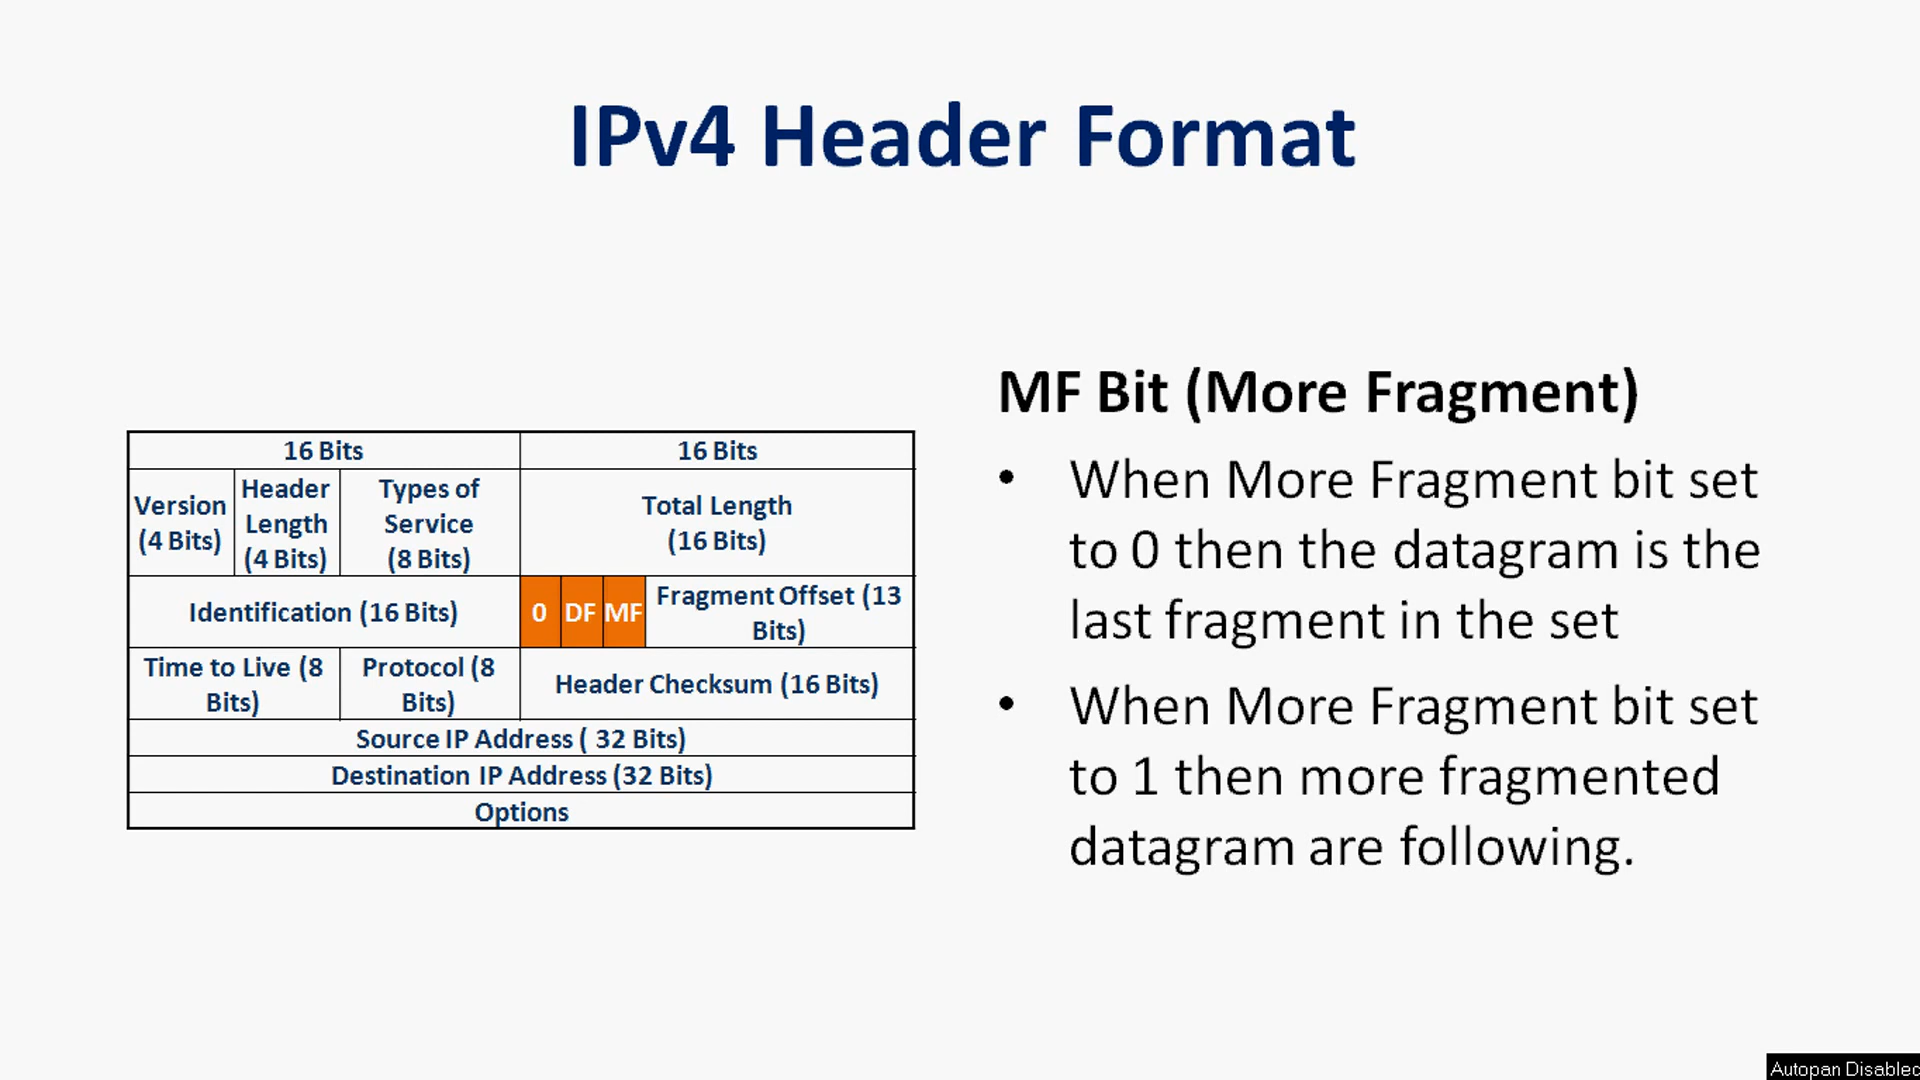 IPv4 Header Format
16 Bits
16 Bits
Version
(4 Bits)
Header
Length
(4 Bits)
Types of
Service
(8 Bits)
Total Length
(16 Bits)
Identification (16 Bits)
0
DF
MF
Fragment Offset (13
Bits)
Time to Live (8
Bits)
Protocol (8
Bits)
Header Checksum (16 Bits)
Source IP Address ( 32 Bits)
Destination IP Address (32 Bits)
Options
MF Bit (More Fragment)
• When More Fragment bit set
to 0 then the datagram is the
last fragment in the set
• When More Fragment bit set
to 1 then more fragmented
datagram are following.
Autopan Disabled